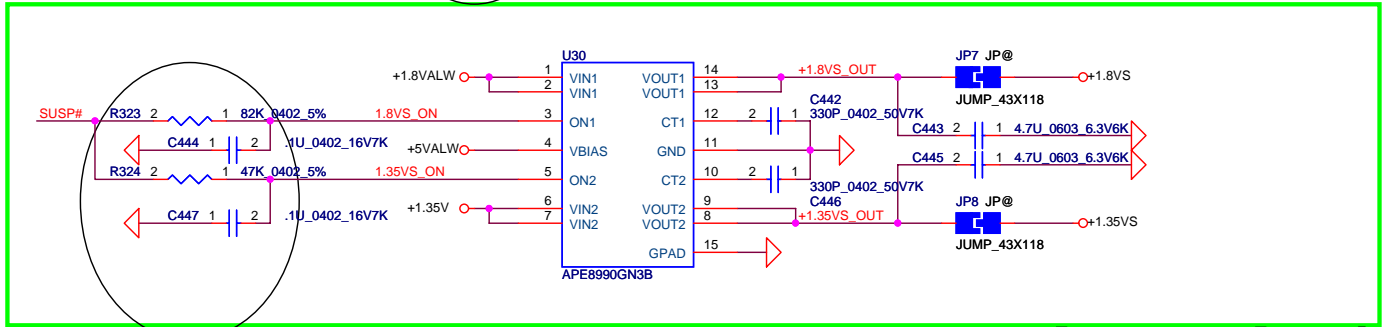 U30
JP7 JP@
+1.8VALW 1 VIN1 VOUT1 14 +1.8VS_OUT +1.8VS
2 VIN1 VOUT1 13
JUMP_43X118
C442
330P_0402_50V7K
SUSP# R323 2 1 82K_0402_5% 1.8VS_ON 3 ON1 CT1 12 2 1
C443 2 1 4.7U_0603_6.3V6K
C444 1 2 .1U_0402_16V7K
+5VALW 4 VBIAS GND 11
C445 2 1 4.7U_0603_6.3V6K
R324 2 1 47K_0402_5% 1.35VS_ON 5 ON2 CT2 10 2 1
330P_0402_50V7K
C446
+1.35V 6 VIN2 VOUT2 9
JP8 JP@
C447 1 2 .1U_0402_16V7K
7 VIN2 VOUT2 8 +1.35VS_OUT +1.35VS
JUMP_43X118
GPAD 15
APE8990GN3B